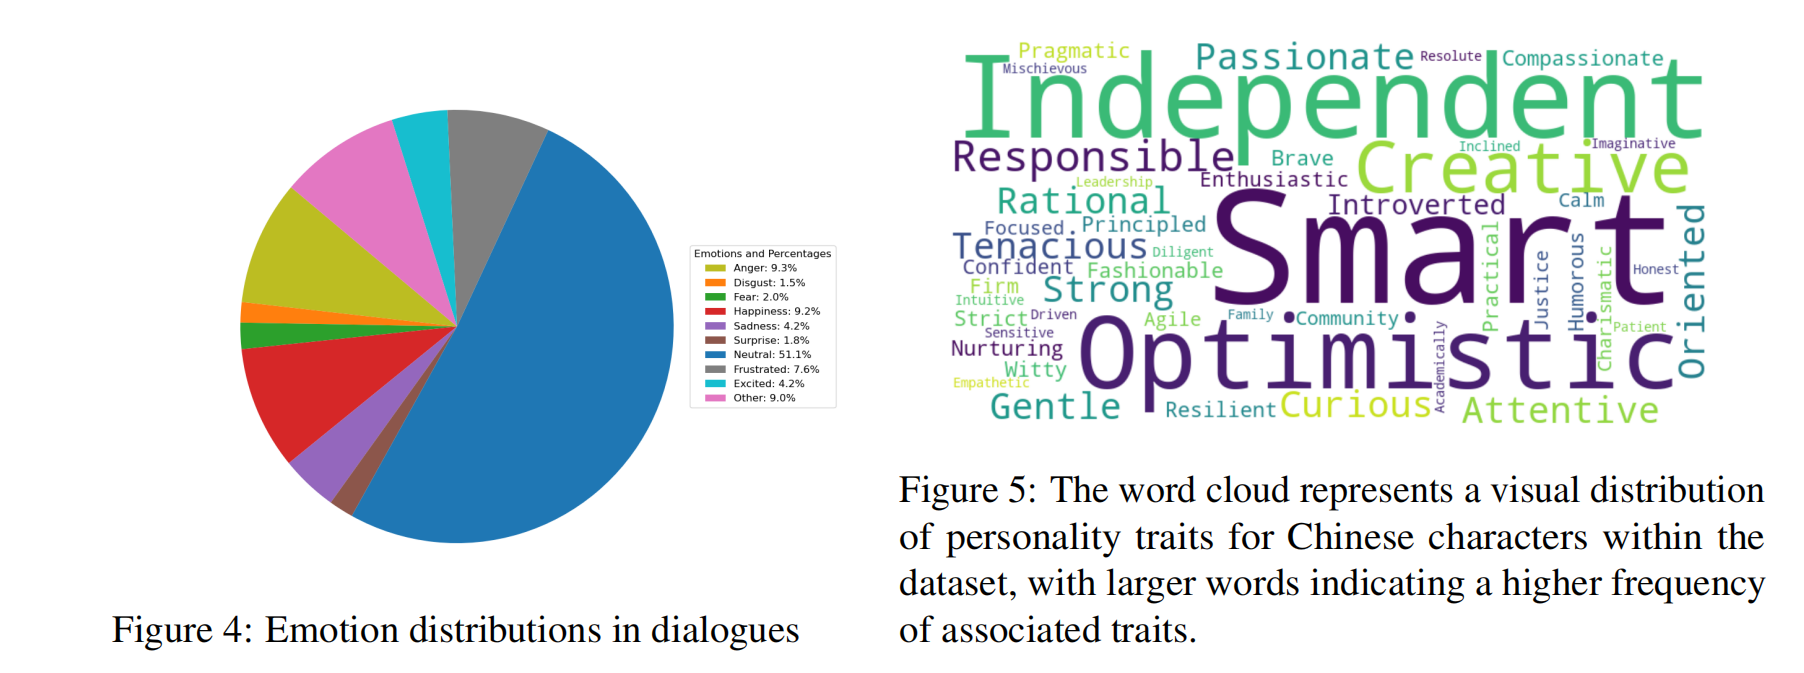 Emotions and Percentages
Anger: 9.3%
Disgust: 1.5%
Fear: 2.0%
Happiness: 9.2%
Sadness: 4.2%
Surprise: 1.8%
Neutral: 51.1%
Frustrated: 7.6%
Excited: 4.2%
Other: 9.0%
Figure 4: Emotion distributions in dialogues
Pragmatic
Mischievous
Passionate
Resolute
Compassionate
Independent
Responsible
Brave
Inclined
Imaginative
Creative
Leadership
Enthusiastic
Rational
Introverted
Calm
Focused
Principled
Smart
Tenacious
Diligent
Confident
Fashionable
Practical
Justice
Humorous
Charismatic
Honest
Oriented
Firm
Strong
Intuitive
Strict
Driven
Agile
Family
Community
Patient
Sensitive
Nurturing
Optimistic
Academically
Witty
Empathetic
Gentle
Resilient
Curious
Attentive
Figure 5: The word cloud represents a visual distribution
of personality traits for Chinese characters within the
dataset, with larger words indicating a higher frequency
of associated traits.